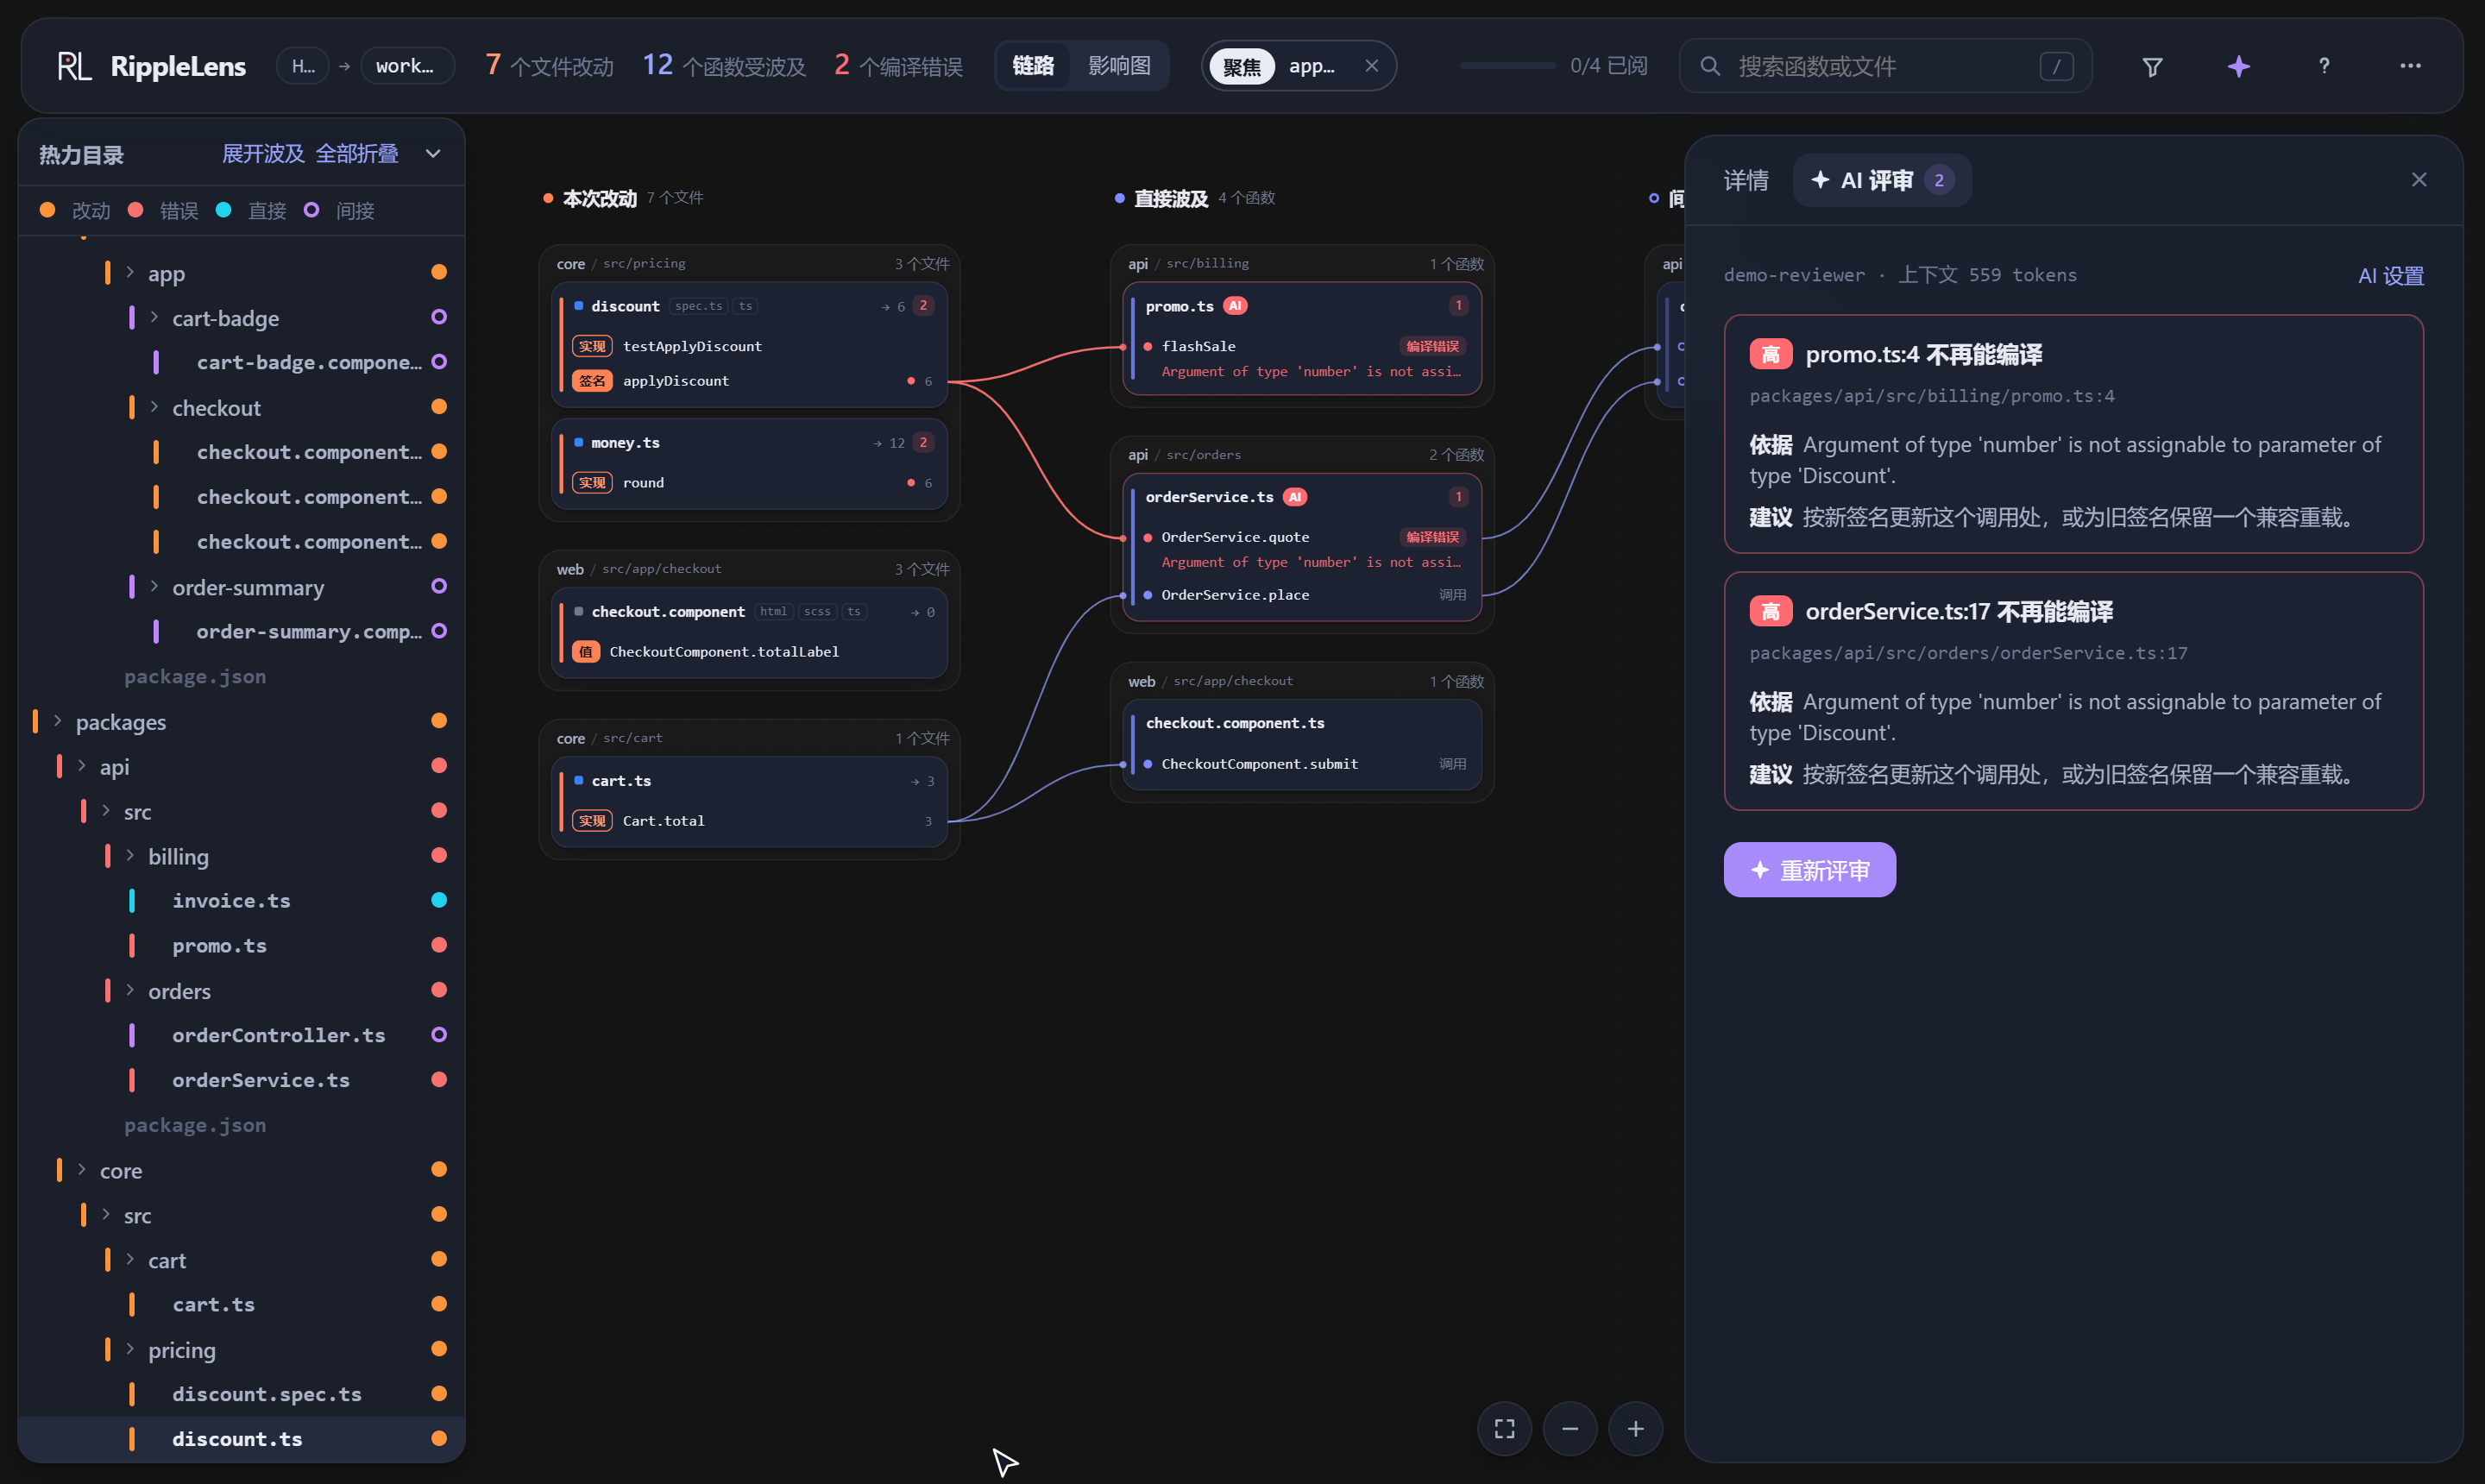 RL RippleLens H... → work... 7 个文件改动 12 个函数受波及 2 个编译错误 链路 影响图 聚焦 app... 0/4 已阅 搜索函数或文件 / ?
热力目录 展开波及 全部折叠
改动 错误 直接 间接
app
cart-badge
cart-badge.compone...
checkout
checkout.component...
checkout.component...
checkout.component...
order-summary
order-summary.comp...
package.json
packages
api
src
billing
invoice.ts
promo.ts
orders
orderController.ts
orderService.ts
package.json
core
src
cart
cart.ts
pricing
discount.spec.ts
discount.ts
本次改动 7 个文件
core / src/pricing 3 个文件
discount spec.ts ts → 6 2
实现 testApplyDiscount
签名 applyDiscount 6
money.ts → 12 2
实现 round 6
web / src/app/checkout 3 个文件
checkout.component html scss ts → 0
值 CheckoutComponent.totalLabel
core / src/cart 1 个文件
cart.ts → 3
实现 Cart.total 3
直接波及 4 个函数
api / src/billing 1 个函数
promo.ts AI 1
flashSale 编译错误
Argument of type 'number' is not assi...
api / src/orders 2 个函数
orderService.ts AI 1
OrderService.quote 编译错误
Argument of type 'number' is not assi...
OrderService.place 调用
web / src/app/checkout 1 个函数
checkout.component.ts
CheckoutComponent.submit 调用
间
api
详情 AI 评审 2
demo-reviewer · 上下文 559 tokens AI 设置
高 promo.ts:4 不再能编译
packages/api/src/billing/promo.ts:4
依据 Argument of type 'number' is not assignable to parameter of
type 'Discount'.
建议 按新签名更新这个调用处，或为旧签名保留一个兼容重载。
高 orderService.ts:17 不再能编译
packages/api/src/orders/orderService.ts:17
依据 Argument of type 'number' is not assignable to parameter of
type 'Discount'.
建议 按新签名更新这个调用处，或为旧签名保留一个兼容重载。
重新评审